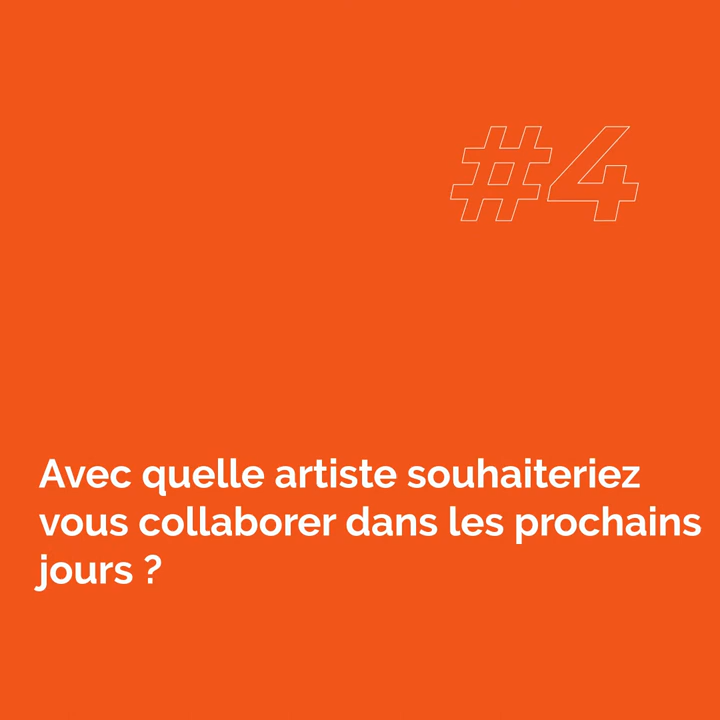 #4
Avec quelle artiste souhaiteriez
vous collaborer dans les prochains
jours ?